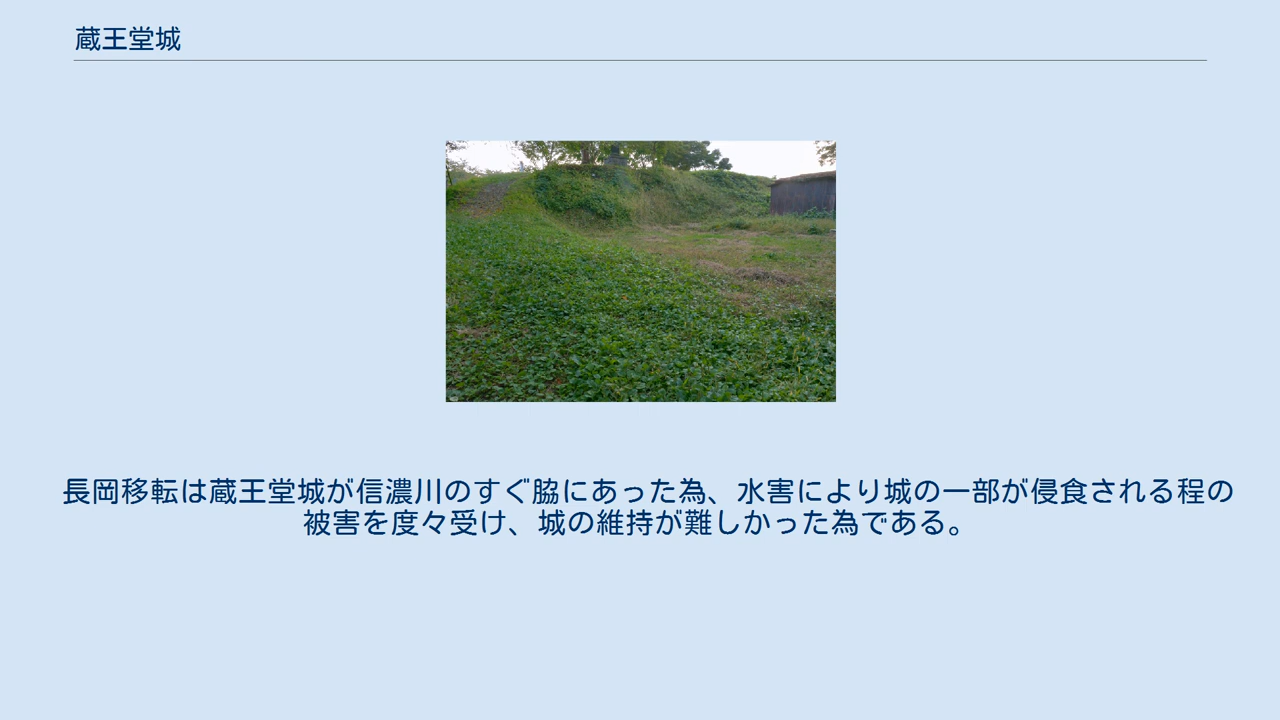 蔵王堂城
長岡移転は蔵王堂城が信濃川のすぐ脇にあった為、水害により城の一部が侵食される程の
被害を度々受け、城の維持が難しかった為である。